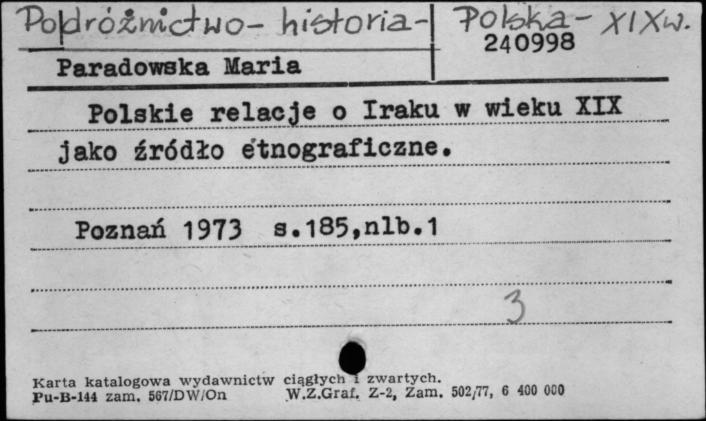 Podróżnictwo - historia - Polska - XIX w.
240998
Paradowska Maria
Polskie relacje o Iraku w wieku XIX
jako źródło etnograficzne.
Poznań 1973 s.185,nlb.1
3
Karta katalogowa wydawnictw ciągłych i zwartych.
Pu-B-144 zam. 567/DW/On W.Z.Graf. Z-2, Zam. 502/77, 6 400 000